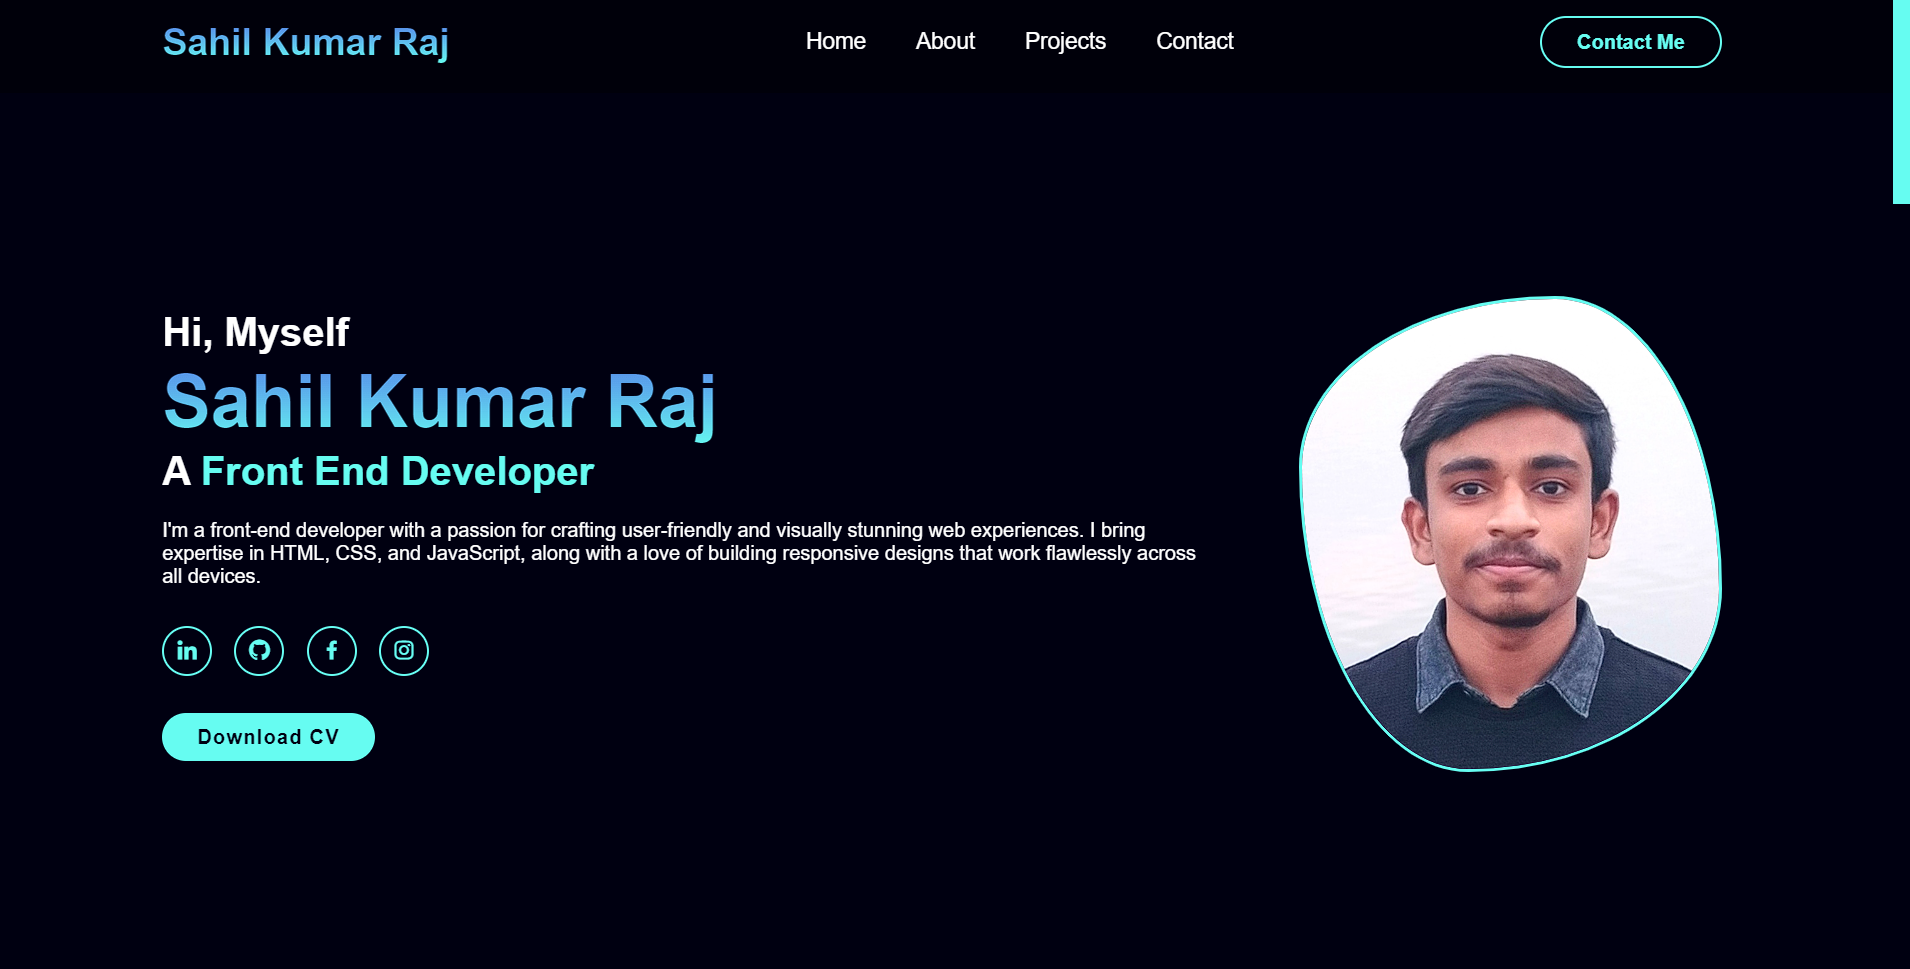 Sahil Kumar Raj
Home
About
Projects
Contact
Contact Me
Hi, Myself
Sahil Kumar Raj
A Front End Developer
I'm a front-end developer with a passion for crafting user-friendly and visually stunning web experiences. I bring
expertise in HTML, CSS, and JavaScript, along with a love of building responsive designs that work flawlessly across
all devices.
Download CV